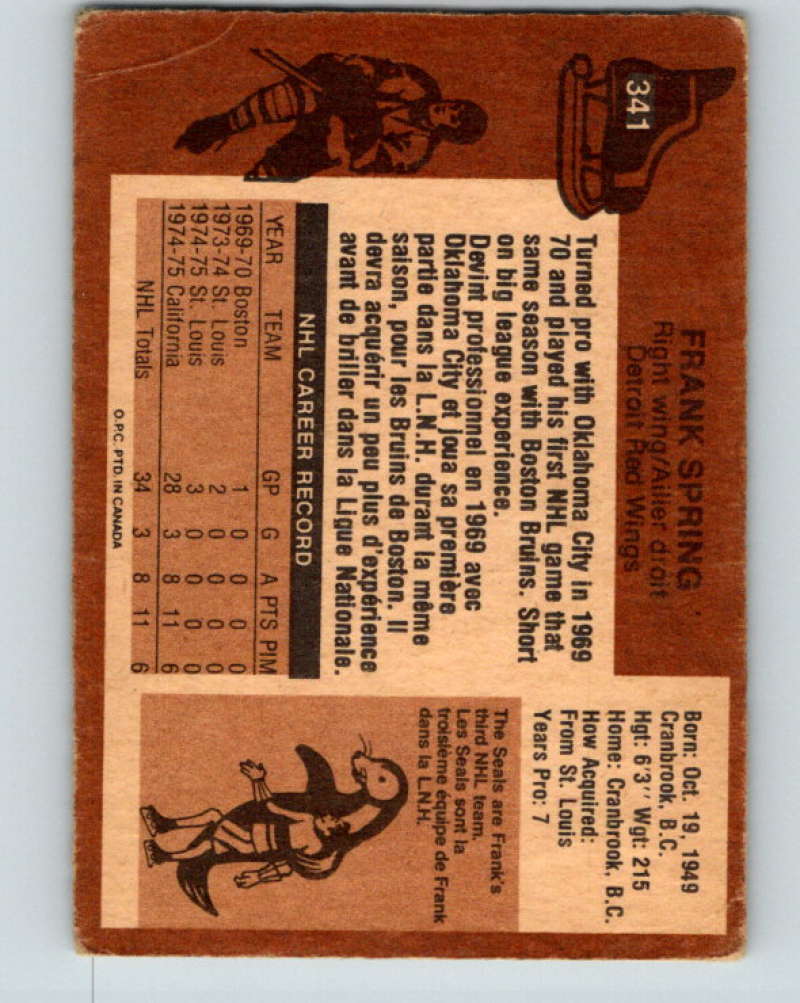 341
FRANK SPRING
Right wing/Ailier droit
Detroit Red Wings
Turned pro with Oklahoma City in 1969
70 and played his first NHL game that
same season with Boston Bruins. Short
on big league experience.
Devint professionnel en 1969 avec
Oklahoma City et joua sa première
partie dans la L.N.H. durant la même
saison, pour les Bruins de Boston. Il
devra acquérir un peu plus d'expérience
avant de briller dans la Ligue Nationale.
NHL CAREER RECORD
YEAR TEAM GP G A PTS PIM
1969-70 Boston 1 0 0 0 0
1973-74 St. Louis 2 0 0 0 0
1974-75 St. Louis 3 0 0 0 0
1974-75 California 28 3 8 11 6
NHL Totals 34 3 8 11 6
O.P.C. PTD. IN CANADA
Born: Oct. 19, 1949
Cranbrook, B.C.
Hgt: 6'3'' Wgt: 215
Home: Cranbrook, B.C.
How Acquired:
From St. Louis
Years Pro: 7
The Seals are Frank's
third NHL team.
Les Seals sont la
troisième équipe de Frank
dans la L.N.H.